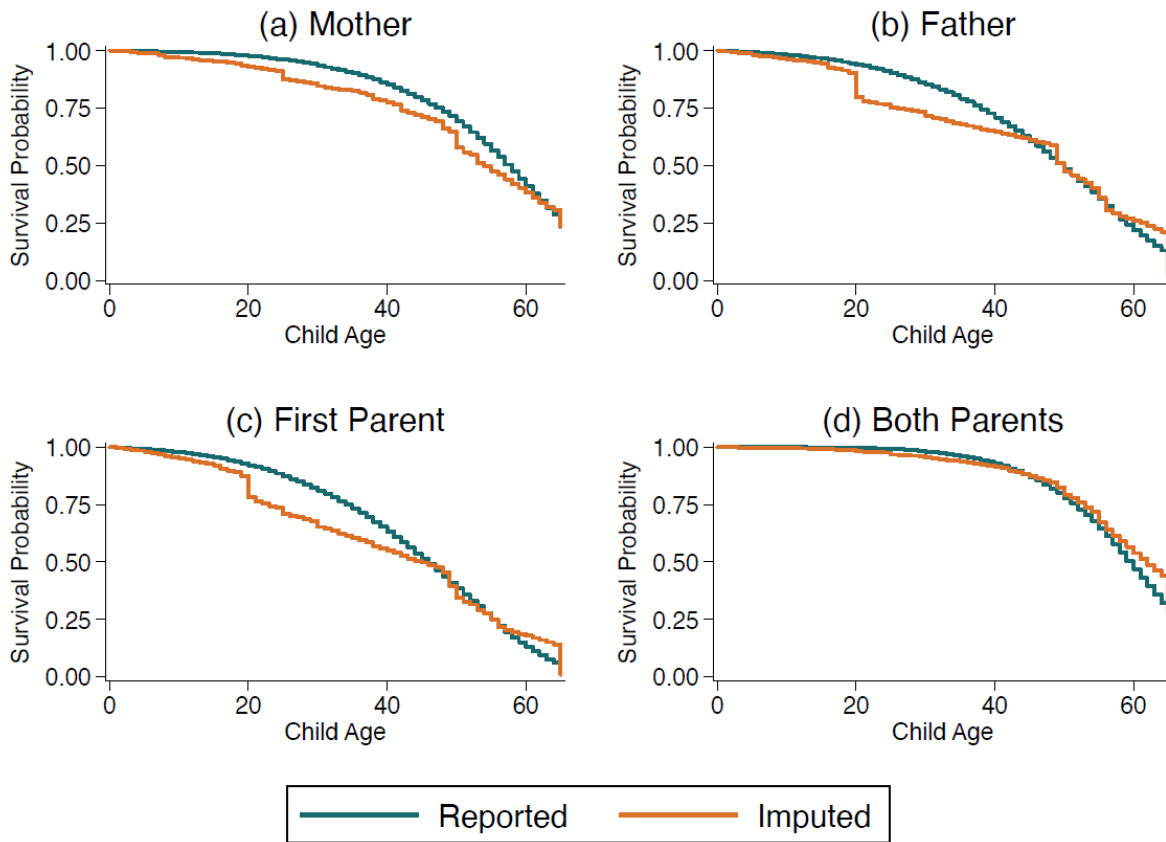 (a) Mother
Survival Probability
1.00
0.75
0.50
0.25
0.00
0 20 40 60
Child Age
(b) Father
Survival Probability
1.00
0.75
0.50
0.25
0.00
0 20 40 60
Child Age
(c) First Parent
Survival Probability
1.00
0.75
0.50
0.25
0.00
0 20 40 60
Child Age
(d) Both Parents
Survival Probability
1.00
0.75
0.50
0.25
0.00
0 20 40 60
Child Age
Reported Imputed